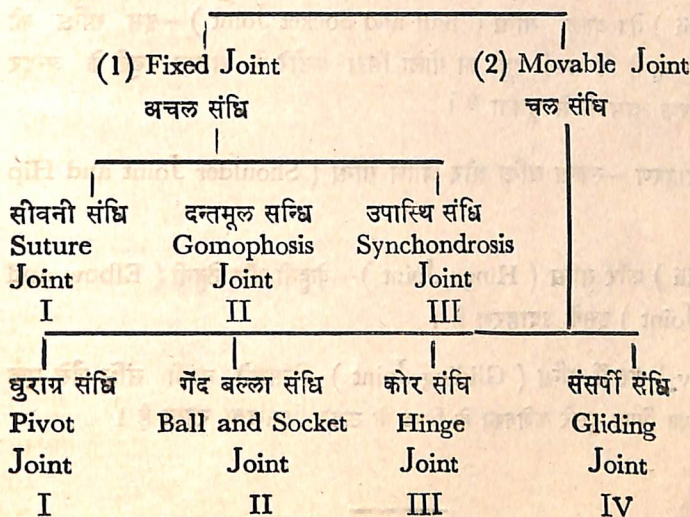 (1) Fixed Joint (2) Movable Joint
अचल संधि चल संधि
सीवनी संधि दन्तमूल सन्धि उपास्थि संधि
Suture Gomophosis Synchondrosis
Joint Joint Joint
I II III
धुराग्र संधि गेंद बल्ला संधि कोर संधि संसर्पी संधि
Pivot Ball and Socket Hinge Gliding
Joint Joint Joint Joint
I II III IV